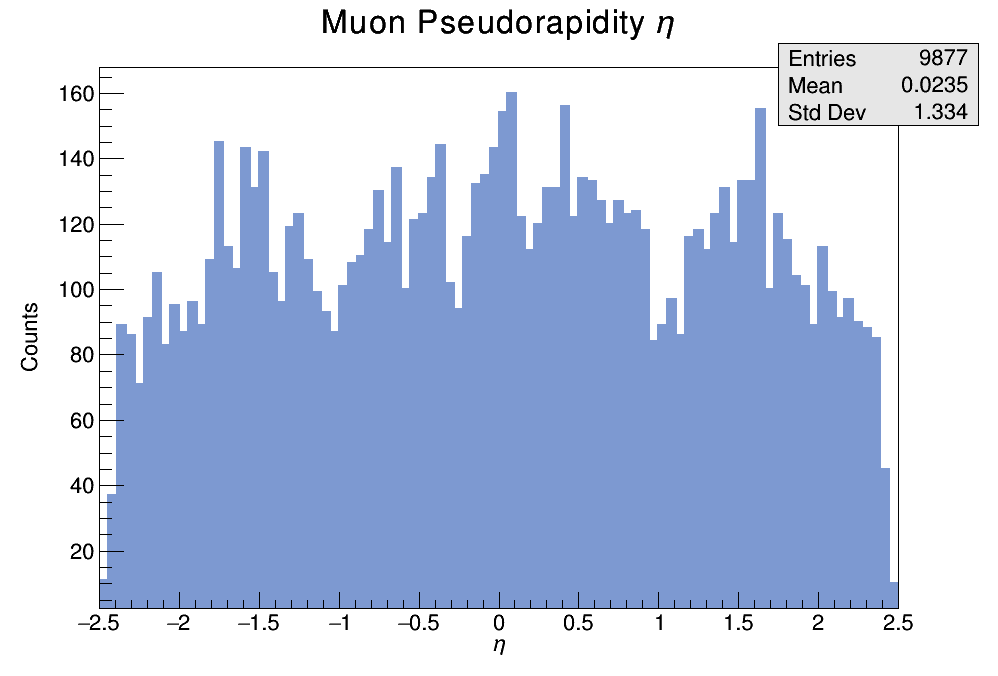 Muon Pseudorapidity η
Entries 9877
Mean 0.0235
Std Dev 1.334
160
140
120
100
80
60
40
20
Counts
−2.5 −2 −1.5 −1 −0.5 0 0.5 1 1.5 2 2.5
η